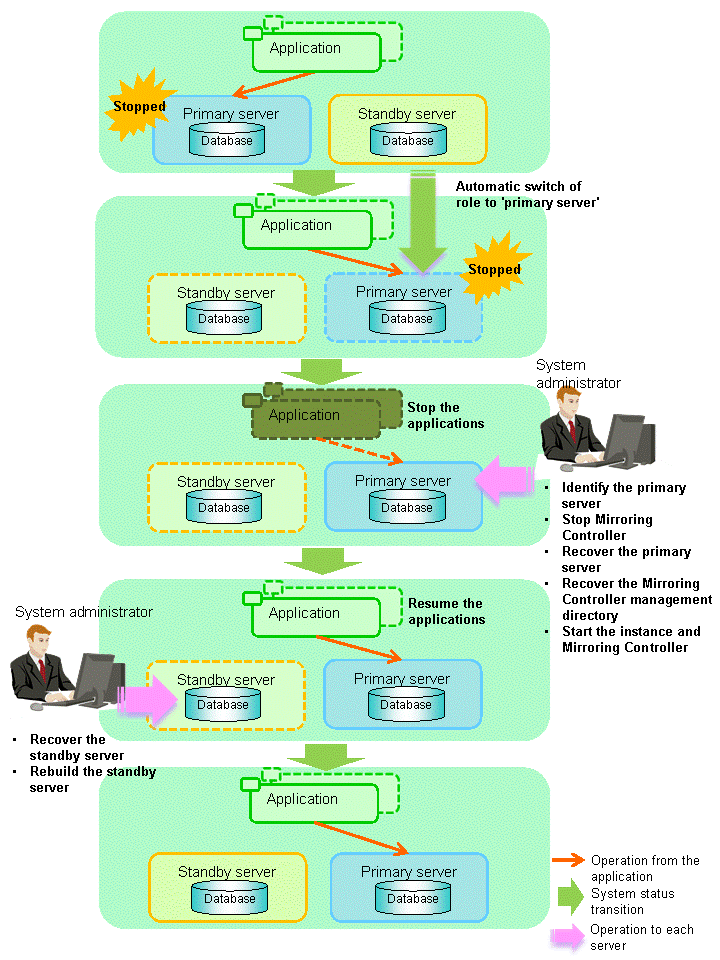 Application
Stopped
Primary server
Database
Standby server
Database
Automatic switch of
role to 'primary server'
Application
Stopped
Standby server
Database
Primary server
Database
System
administrator
Application
Stop the
applications
Standby server
Database
Primary server
Database
• Identify the primary
server
• Stop Mirroring
Controller
• Recover the primary
server
• Recover the Mirroring
Controller management
directory
• Start the instance and
Mirroring Controller
Application
Resume the
applications
System administrator
Standby server
Database
Primary server
Database
• Recover the
standby server
• Rebuild the standby
server
Application
Standby server
Database
Primary server
Database
Operation from the
application
System status
transition
Operation to each
server